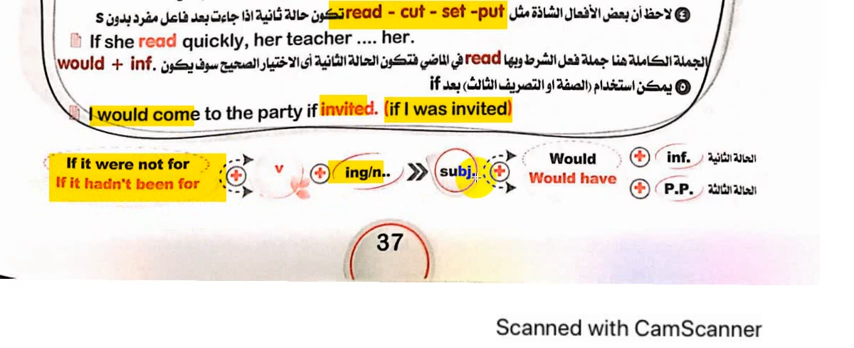 ④ لاحظ أن بعض الأفعال الشاذة مثل read - cut - set -put تكون حالة ثانية اذا جاءت بعد فاعل مفرد بدون S
If she read quickly, her teacher .... her.
الجملة الكاملة هنا جملة فعل الشرط وبها read في الماضي فتكون الحالة الثانية أى الاختيار الصحيح سوف يكون .would + inf
⑤ يمكن استخدام (الصفة او التصريف الثالث) بعد if
I would come to the party if invited. (if I was invited)
If it were not for
If it hadn't been for
+ v + ing/n.. » subj. +
Would + inf. الحالة الثانية
Would have + P.P. الحالة الثالثة
37
Scanned with CamScanner